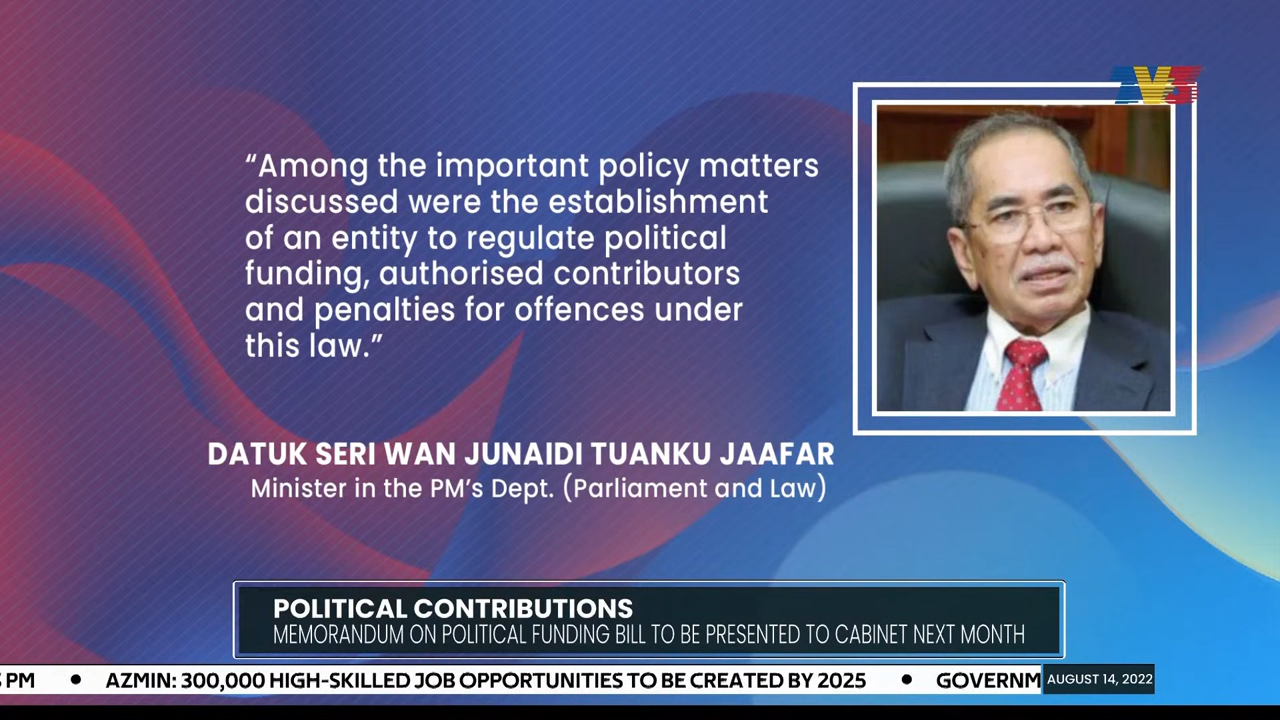 TV3
“Among the important policy matters
discussed were the establishment
of an entity to regulate political
funding, authorised contributors
and penalties for offences under
this law.”
DATUK SERI WAN JUNAIDI TUANKU JAAFAR
Minister in the PM’s Dept. (Parliament and Law)
POLITICAL CONTRIBUTIONS
MEMORANDUM ON POLITICAL FUNDING BILL TO BE PRESENTED TO CABINET NEXT MONTH
PM • AZMIN: 300,000 HIGH-SKILLED JOB OPPORTUNITIES TO BE CREATED BY 2025 • GOVERNM
AUGUST 14, 2022